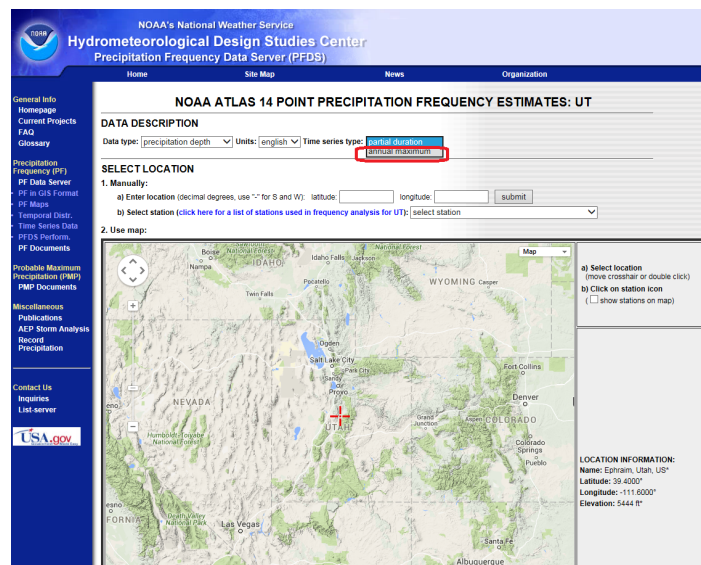 NOAA
NOAA's National Weather Service
Hydrometeorological Design Studies Center
Precipitation Frequency Data Server (PFDS)
Home Site Map News Organization
General Info
Homepage
Current Projects
FAQ
Glossary
Precipitation
Frequency (PF)
PF Data Server
PF in GIS Format
PF Maps
Temporal Distr.
Time Series Data
PFDS Perform.
PF Documents
Probable Maximum
Precipitation (PMP)
PMP Documents
Miscellaneous
Publications
AEP Storm Analysis
Record
Precipitation
Contact Us
Inquiries
List-server
USA.gov
NOAA ATLAS 14 POINT PRECIPITATION FREQUENCY ESTIMATES: UT
DATA DESCRIPTION
Data type: precipitation depth Units: english Time series type: partial duration
annual maximum
SELECT LOCATION
1. Manually:
a) Enter location (decimal degrees, use "-" for S and W): latitude: longitude: submit
b) Select station (click here for a list of stations used in frequency analysis for UT): select station
2. Use map:
Map
Boise National Forest
National Forest
Nampa
IDAHO
Idaho Falls
Jackson
Pocatello
WYOMING
Casper
Twin Falls
Ogden
Salt Lake
City
Park City
Sandy
Orem
Provo
Fort Collins
NEVADA
Denver
Humboldt-Toiyabe
National Forest
UTAH
Grand
Junction
Aspen
COLORADO
Colorado
Springs
Pueblo
Death Valley
National Park
Las Vegas
Santa Fe
Albuquerque
a) Select location
(move crosshair or double click)
b) Click on station icon
( show stations on map)
LOCATION INFORMATION:
Name: Ephraim, Utah, US*
Latitude: 39.4000°
Longitude: -111.6000°
Elevation: 5444 ft*